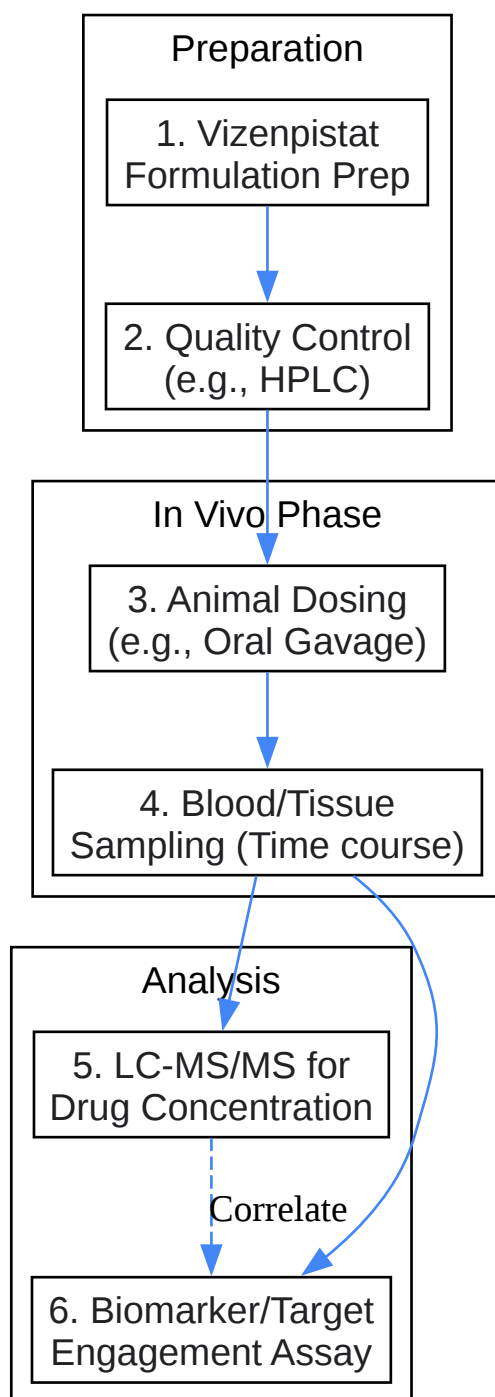 Preparation
1. Vizenpistat
Formulation Prep
2. Quality Control
(e.g., HPLC)
In Vivo Phase
3. Animal Dosing
(e.g., Oral Gavage)
4. Blood/Tissue
Sampling (Time course)
Analysis
5. LC-MS/MS for
Drug Concentration
Correlate
6. Biomarker/Target
Engagement Assay